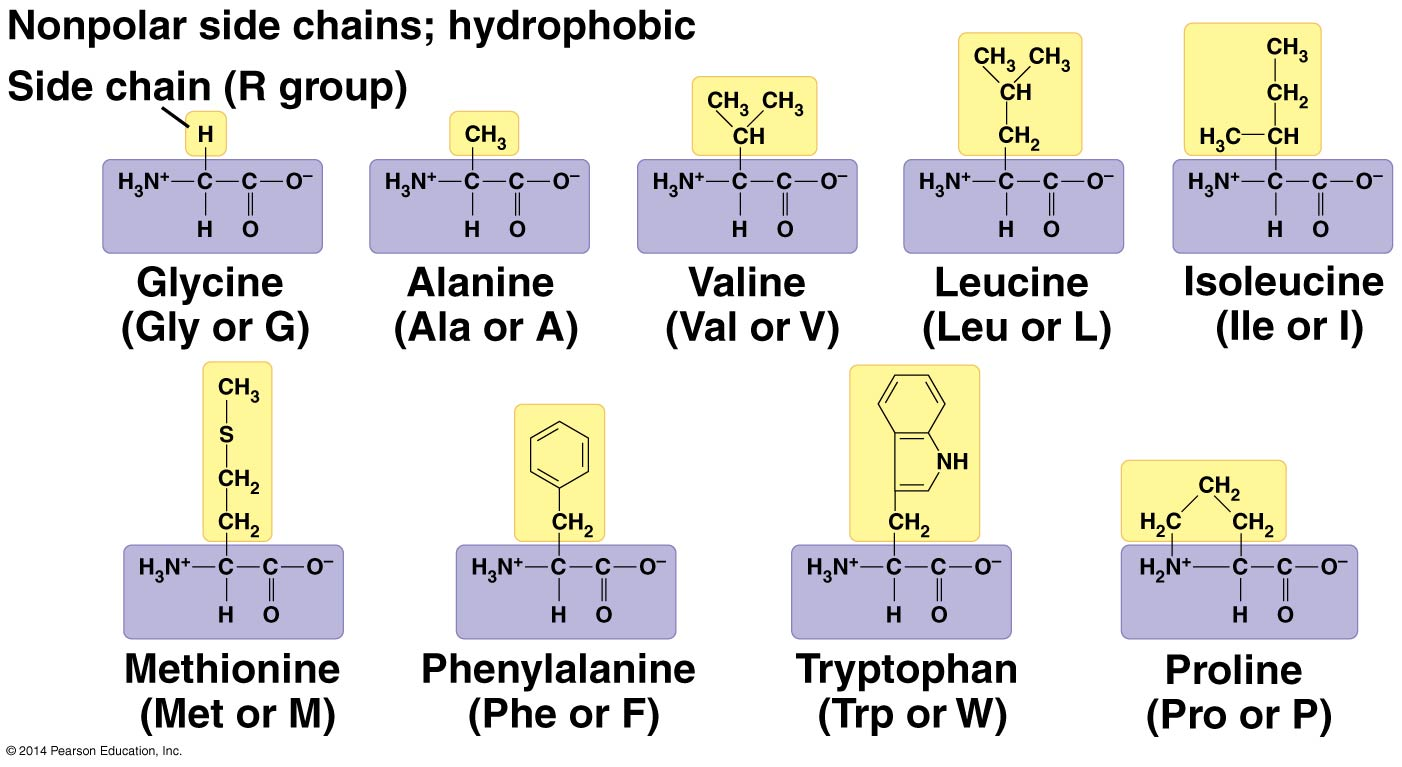 Nonpolar side chains; hydrophobic
Side chain (R group)
H
H₃N⁺—C—C—O⁻
H O
Glycine
(Gly or G)
CH₃
H₃N⁺—C—C—O⁻
H O
Alanine
(Ala or A)
CH₃ CH₃
CH
H₃N⁺—C—C—O⁻
H O
Valine
(Val or V)
CH₃ CH₃
CH
CH₂
H₃N⁺—C—C—O⁻
H O
Leucine
(Leu or L)
CH₃
CH₂
H₃C—CH
H₃N⁺—C—C—O⁻
H O
Isoleucine
(Ile or I)
CH₃
S
CH₂
CH₂
H₃N⁺—C—C—O⁻
H O
Methionine
(Met or M)
CH₂
H₃N⁺—C—C—O⁻
H O
Phenylalanine
(Phe or F)
NH
CH₂
H₃N⁺—C—C—O⁻
H O
Tryptophan
(Trp or W)
CH₂
H₂C CH₂
H₂N⁺—C—C—O⁻
H O
Proline
(Pro or P)
© 2014 Pearson Education, Inc.